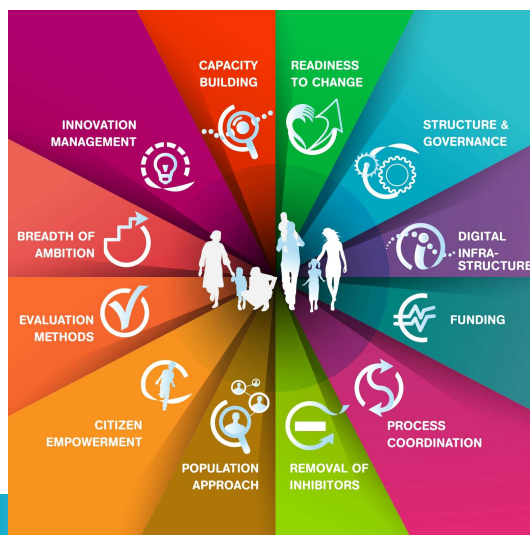 CAPACITY
BUILDING
READINESS
TO CHANGE
STRUCTURE &
GOVERNANCE
DIGITAL
INFRA-
STRUCTURE
FUNDING
PROCESS
COORDINATION
REMOVAL OF
INHIBITORS
POPULATION
APPROACH
CITIZEN
EMPOWERMENT
EVALUATION
METHODS
BREADTH OF
AMBITION
INNOVATION
MANAGEMENT